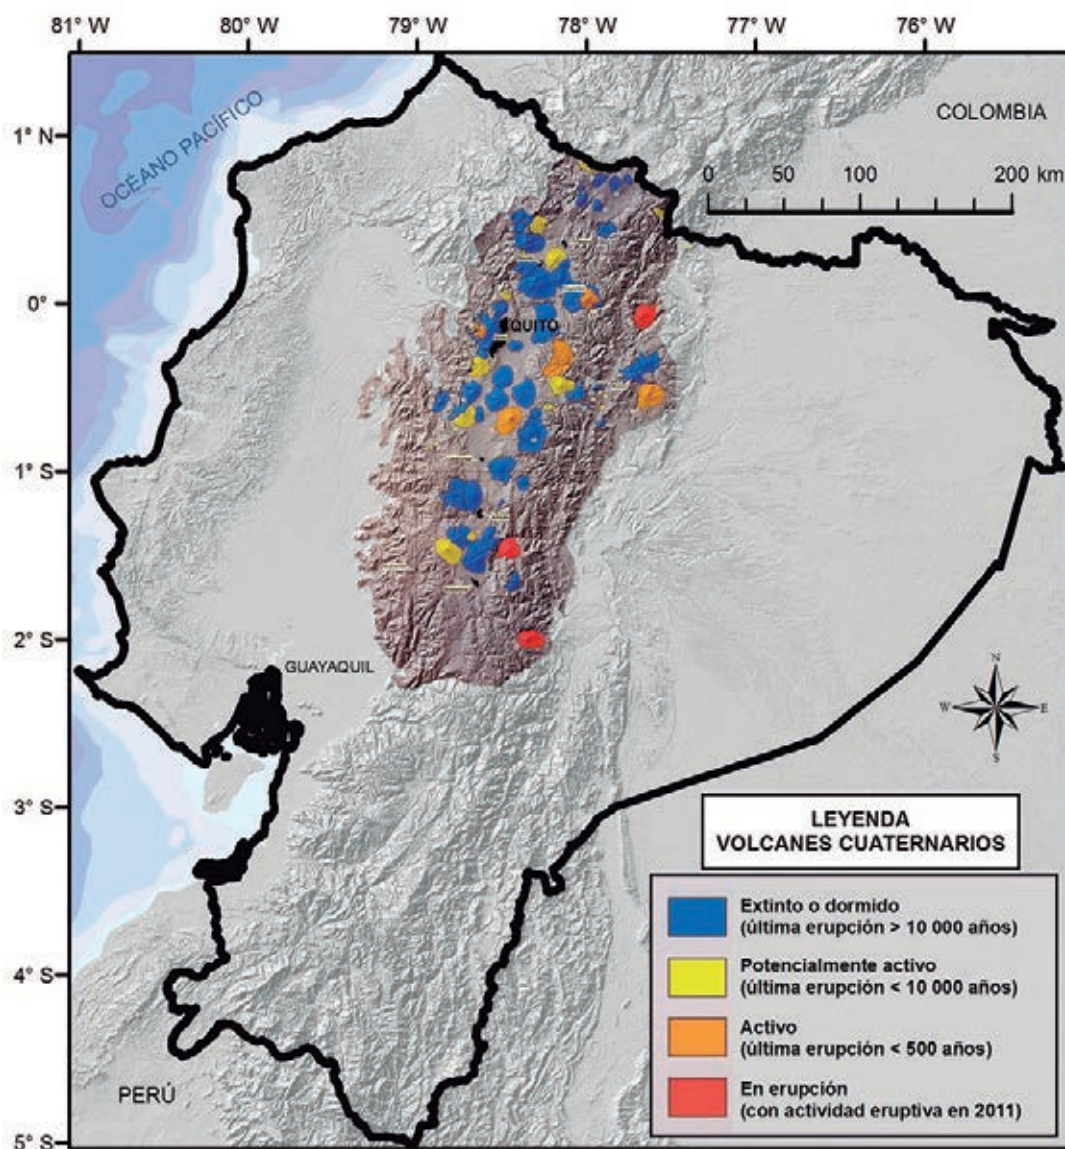 81° W 80° W 79° W 78° W 77° W 76° W
OCÉANO PACÍFICO
COLOMBIA
1° N
0 50 100 200 km
0°
QUITO
1° S
2° S
GUAYAQUIL
N
W E
S
3° S
LEYENDA
VOLCANES CUATERNARIOS
Extinto o dormido
(última erupción > 10 000 años)
4° S
Potencialmente activo
(última erupción < 10 000 años)
Activo
(última erupción < 500 años)
PERÚ
En erupción
(con actividad eruptiva en 2011)
5° S